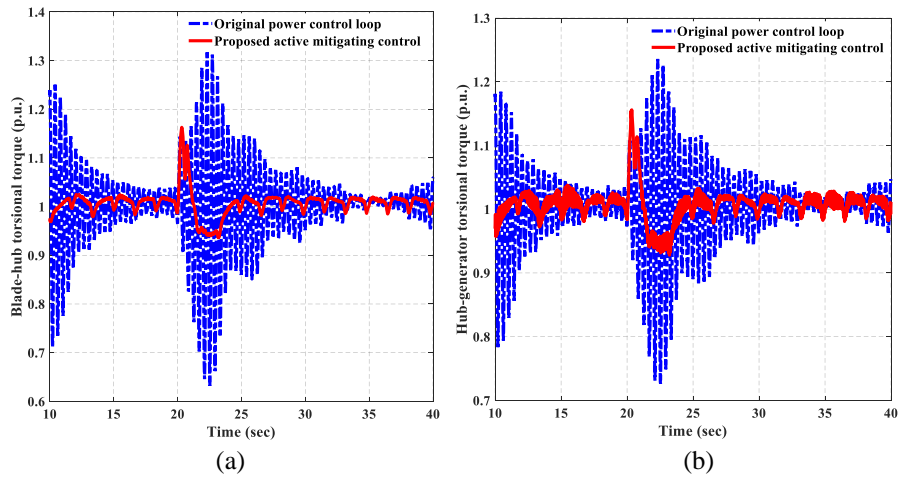 Original power control loop
Proposed active mitigating control
Blade-hub torsional torque (p.u.)
1.4
1.3
1.2
1.1
1
0.9
0.8
0.7
0.6
10 15 20 25 30 35 40
Time (sec)
(a)
Original power control loop
Proposed active mitigating control
Hub-generator torsional torque (p.u.)
1.3
1.2
1.1
1
0.9
0.8
0.7
10 15 20 25 30 35 40
Time (sec)
(b)